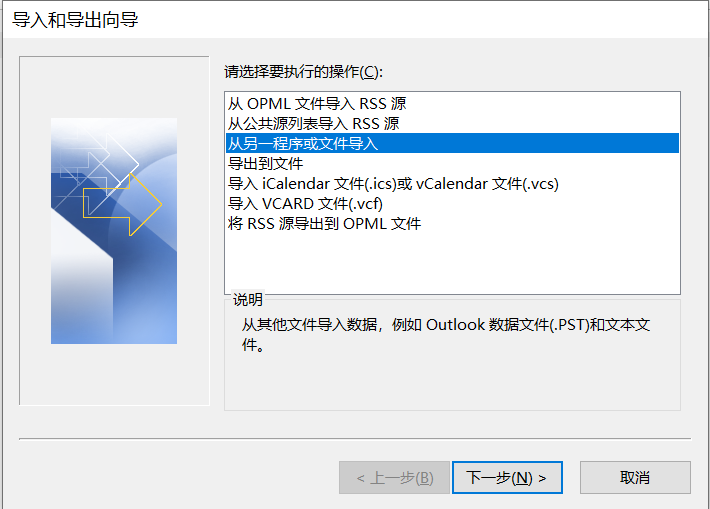 导入和导出向导
请选择要执行的操作(C):
从 OPML 文件导入 RSS 源
从公共源列表导入 RSS 源
从另一程序或文件导入
导出到文件
导入 iCalendar 文件(.ics)或 vCalendar 文件(.vcs)
导入 VCARD 文件(.vcf)
将 RSS 源导出到 OPML 文件
说明
从其他文件导入数据，例如 Outlook 数据文件(.PST)和文本文
件。
< 上一步(B)
下一步(N) >
取消